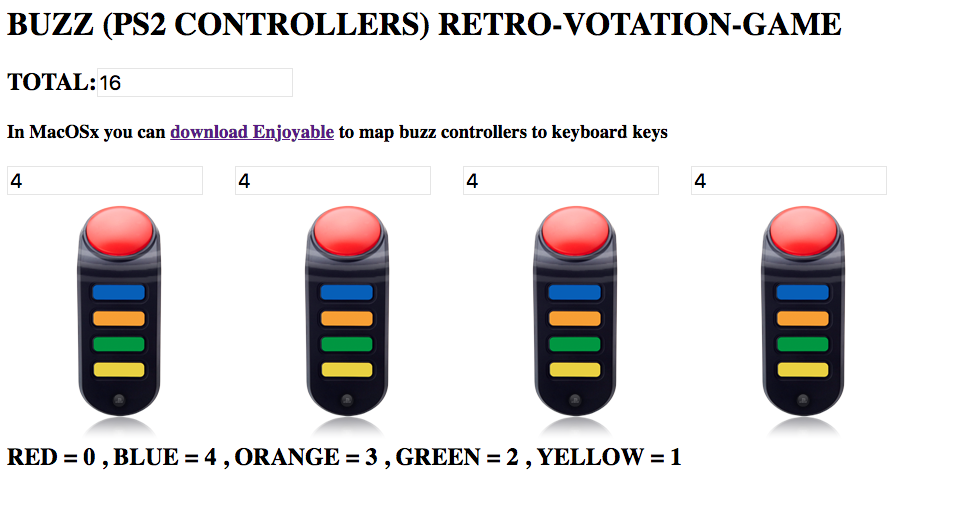 BUZZ (PS2 CONTROLLERS) RETRO-VOTATION-GAME
TOTAL: 16
In MacOSx you can download Enjoyable to map buzz controllers to keyboard keys
4 4 4 4
RED = 0 , BLUE = 4 , ORANGE = 3 , GREEN = 2 , YELLOW = 1